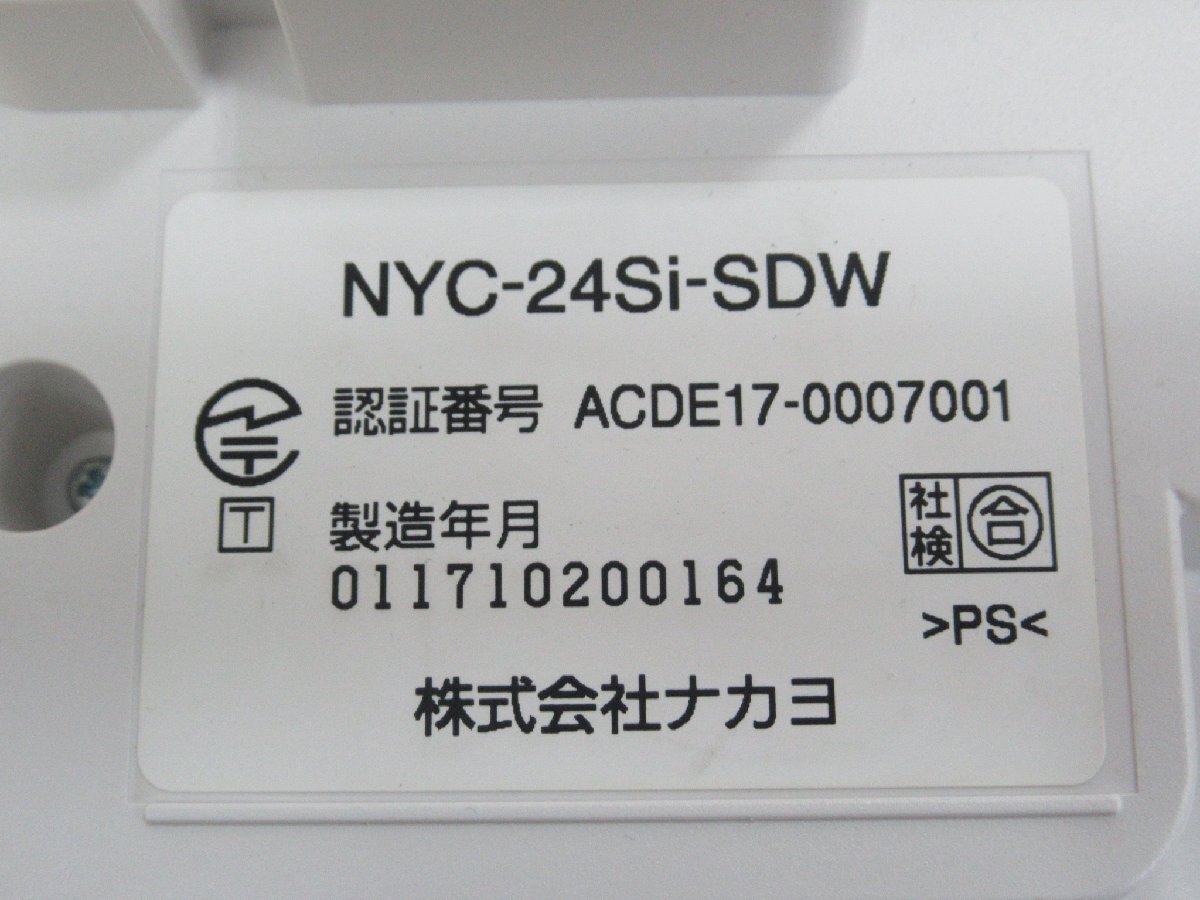 NYC-24Si-SDW
認証番号 ACDE17-0007001
T
製造年月
011710200164
社検 合
>PS<
株式会社ナカヨ